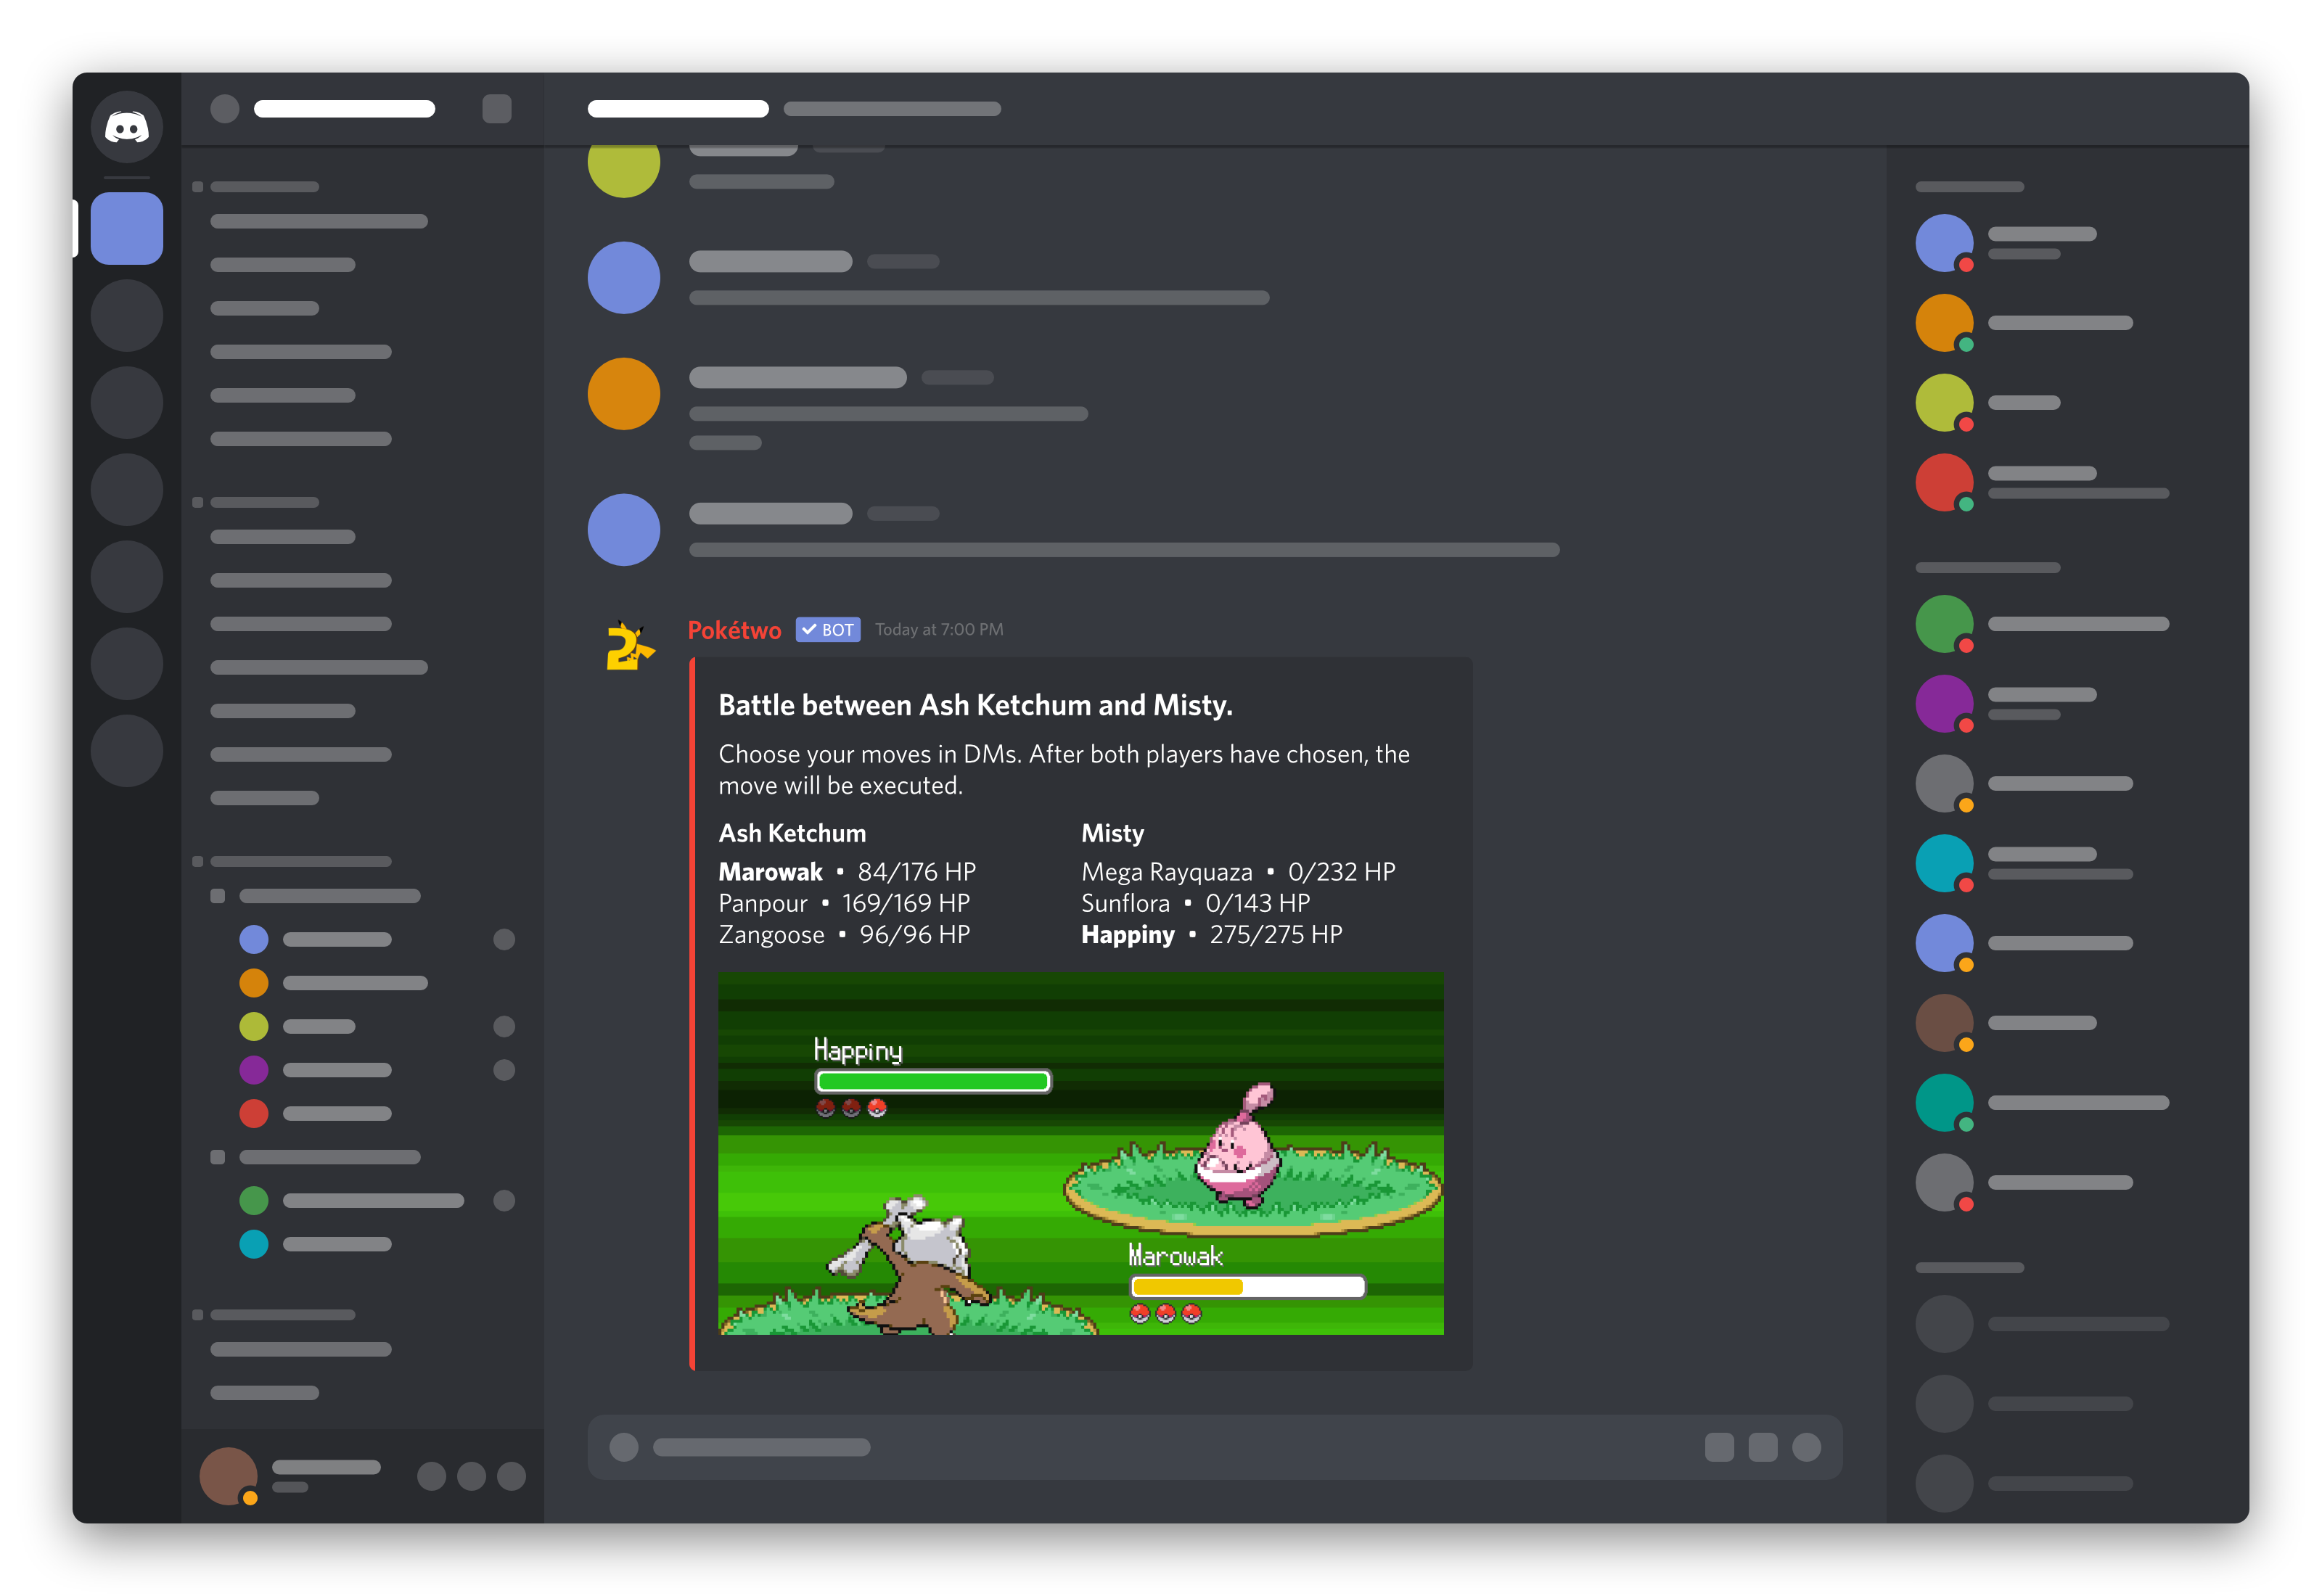 Pokétwo BOT Today at 7:00 PM
Battle between Ash Ketchum and Misty.
Choose your moves in DMs. After both players have chosen, the
move will be executed.
Ash Ketchum
Marowak • 84/176 HP
Panpour • 169/169 HP
Zangoose • 96/96 HP
Misty
Mega Rayquaza • 0/232 HP
Sunflora • 0/143 HP
Happiny • 275/275 HP
Happiny
Marowak